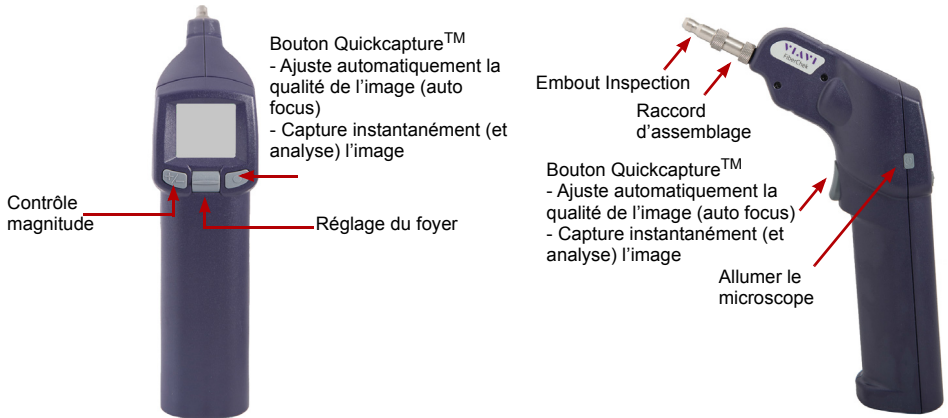 Bouton Quickcapture™
- Ajuste automatiquement la
qualité de l’image (auto
focus)
- Capture instantanément (et
analyse) l’image
Contrôle
magnitude
Réglage du foyer
+/-
VIAVI
FiberChek
Embout Inspection
Raccord
d’assemblage
Bouton Quickcapture™
- Ajuste automatiquement la
qualité de l’image (auto focus)
- Capture instantanément (et
analyse) l’image
Allumer le
microscope